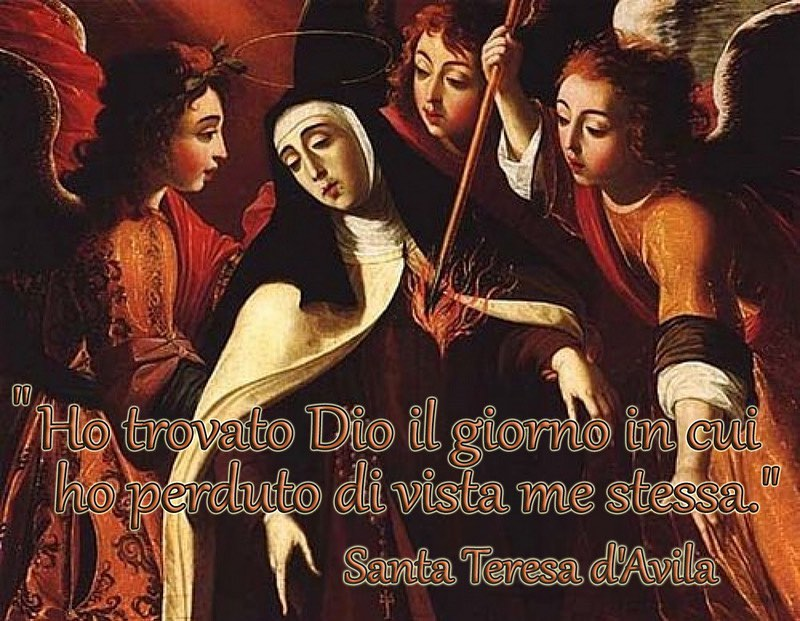 "Ho trovato Dio il giorno in cui
ho perduto di vista me stessa."
Santa Teresa d'Avila